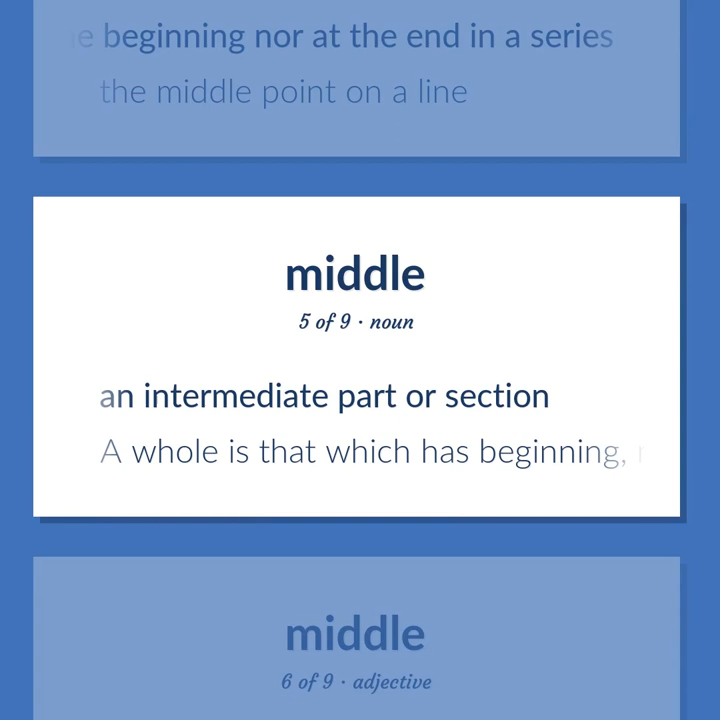 beginning nor at the end in a series
the middle point on a line
middle
5 of 9 · noun
an intermediate part or section
A whole is that which has beginning,
middle
6 of 9 · adjective